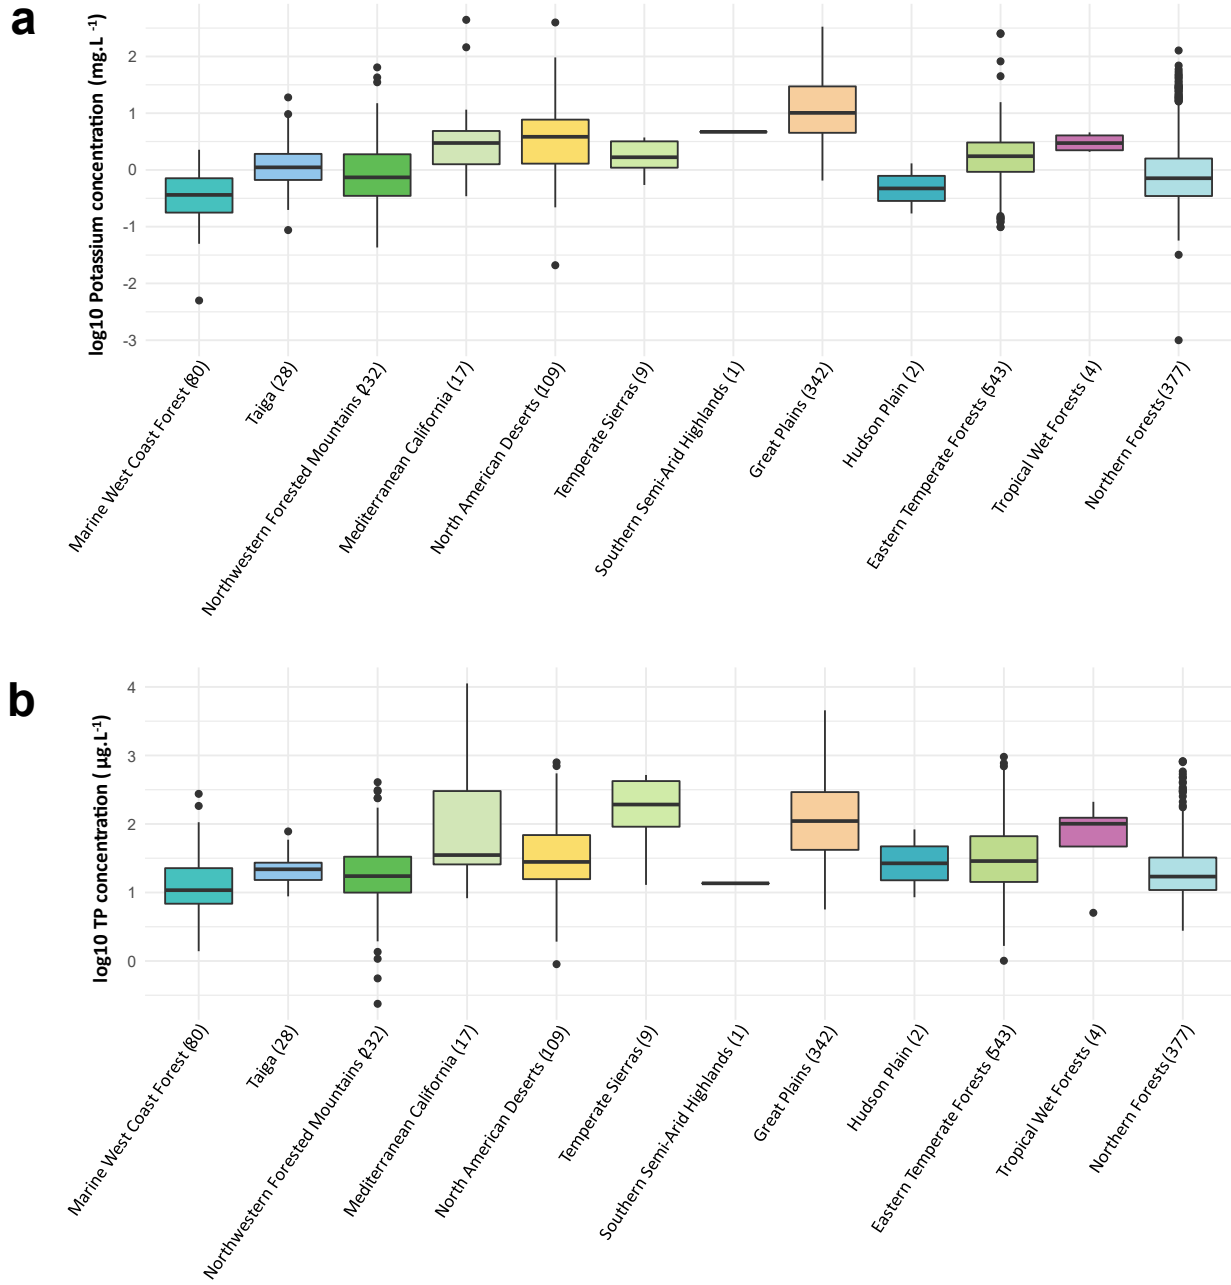 a
log10 Potassium concentration (mg.L⁻¹)
2
1
0
-1
-2
-3
Marine West Coast Forest (80)
Taiga (28)
Northwestern Forested Mountains (232)
Mediterranean California (17)
North American Deserts (109)
Temperate Sierras (9)
Southern Semi-Arid Highlands (1)
Great Plains (342)
Hudson Plain (2)
Eastern Temperate Forests (543)
Tropical Wet Forests (4)
Northern Forests (377)
b
log10 TP concentration (µg.L⁻¹)
4
3
2
1
0
Marine West Coast Forest (80)
Taiga (28)
Northwestern Forested Mountains (232)
Mediterranean California (17)
North American Deserts (109)
Temperate Sierras (9)
Southern Semi-Arid Highlands (1)
Great Plains (342)
Hudson Plain (2)
Eastern Temperate Forests (543)
Tropical Wet Forests (4)
Northern Forests (377)